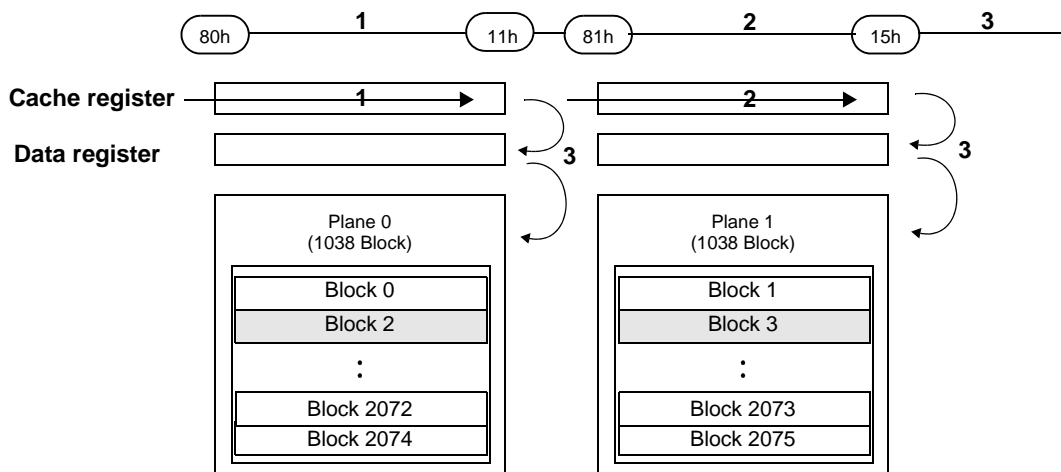 1 2 3
80h 11h 81h 15h
Cache register 1 2
Data register 3 3
Plane 0
(1038 Block)
Plane 1
(1038 Block)
Block 0
Block 2
:
Block 2072
Block 2074
Block 1
Block 3
:
Block 2073
Block 2075